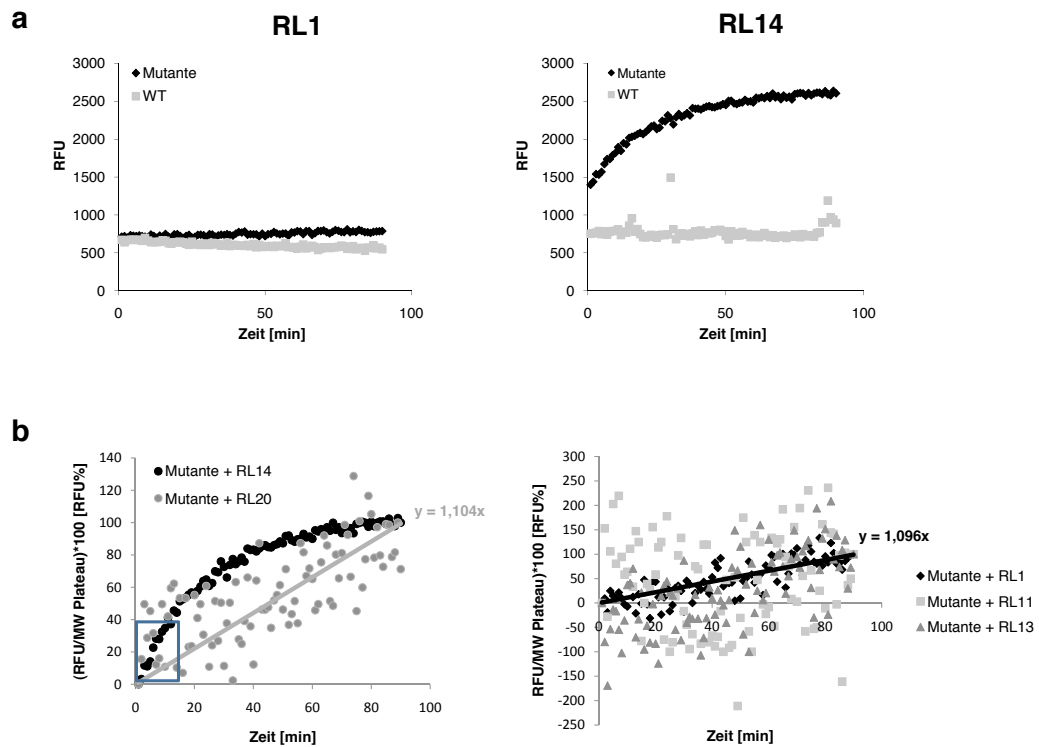 a
RL1
RL14
3000
2500
2000
1500
1000
500
0
RFU
Mutante
WT
0
50
100
Zeit [min]
3000
2500
2000
1500
1000
500
0
RFU
Mutante
WT
0
50
100
Zeit [min]
b
140
120
100
80
60
40
20
0
(RFU/MW Plateau)*100 [RFU%]
Mutante + RL14
Mutante + RL20
y = 1,104x
0
20
40
60
80
100
Zeit [min]
300
250
200
150
100
50
0
-50
-100
-150
-200
-250
RFU/MW Plateau)*100 [RFU%]
y = 1,096x
0
20
40
60
80
100
Mutante + RL1
Mutante + RL11
Mutante + RL13
Zeit [min]